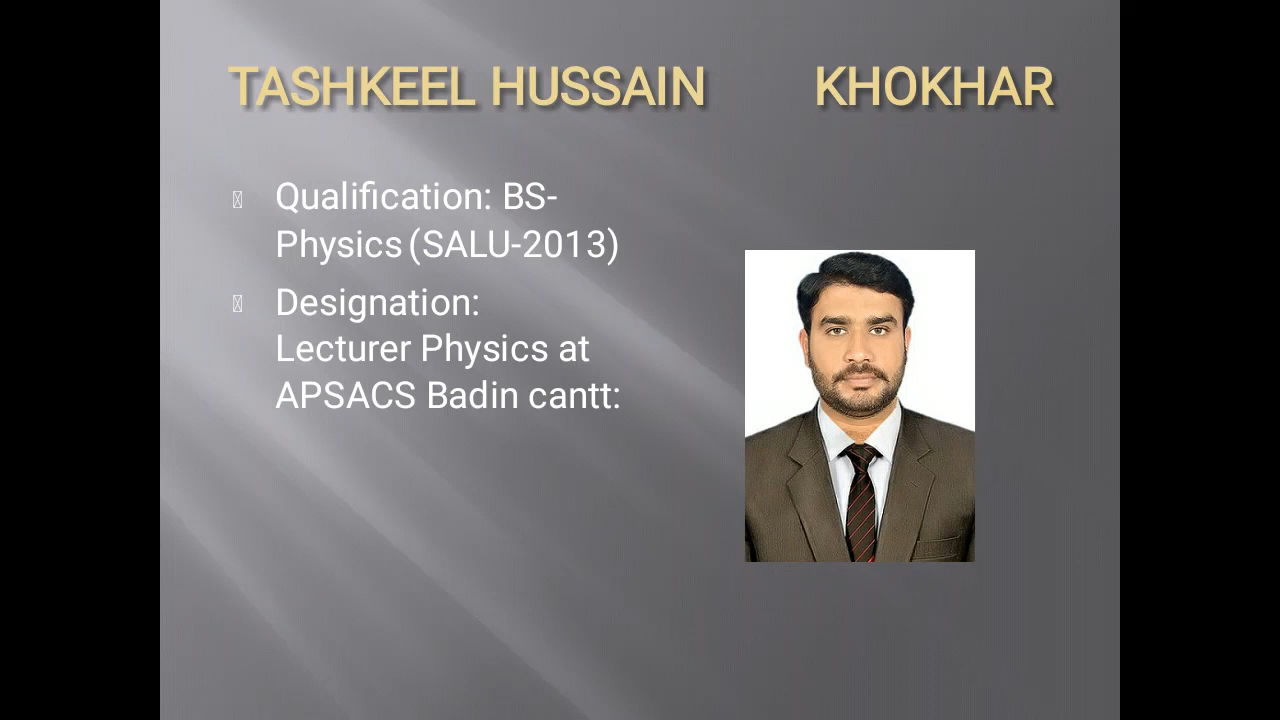 TASHKEEL HUSSAIN KHOKHAR
Qualification: BS-
Physics (SALU-2013)
Designation:
Lecturer Physics at
APSACS Badin cantt: